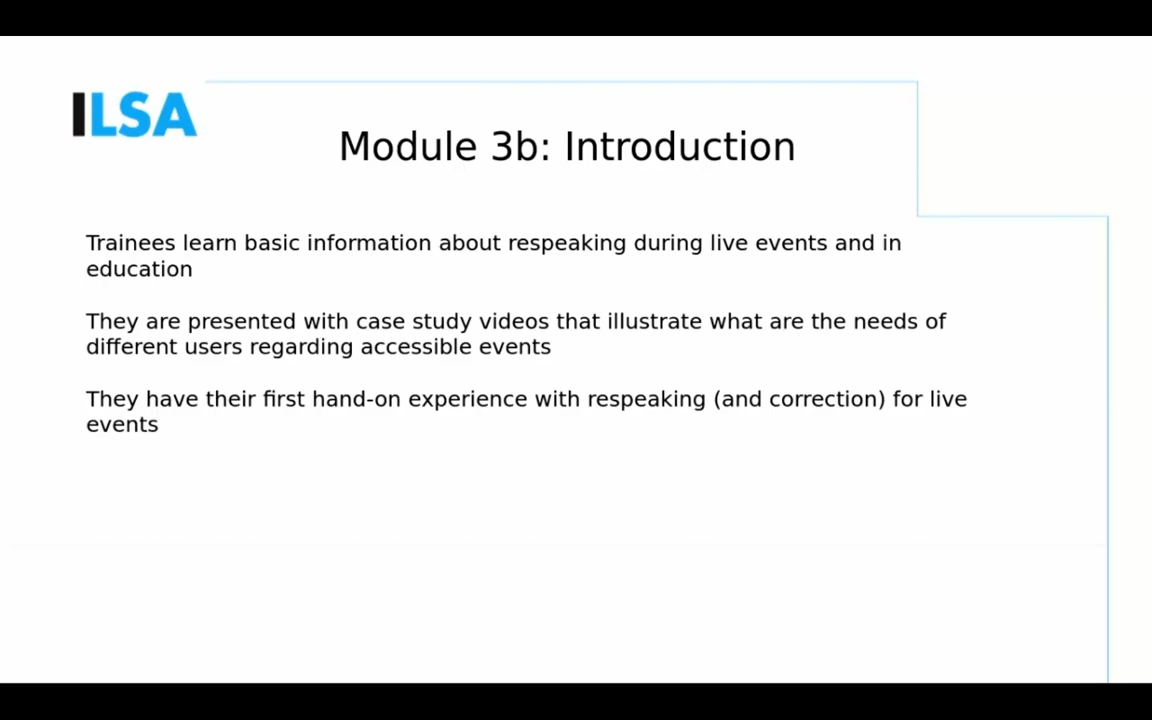 ILSA
Module 3b: Introduction
Trainees learn basic information about respeaking during live events and in
education
They are presented with case study videos that illustrate what are the needs of
different users regarding accessible events
They have their first hand-on experience with respeaking (and correction) for live
events